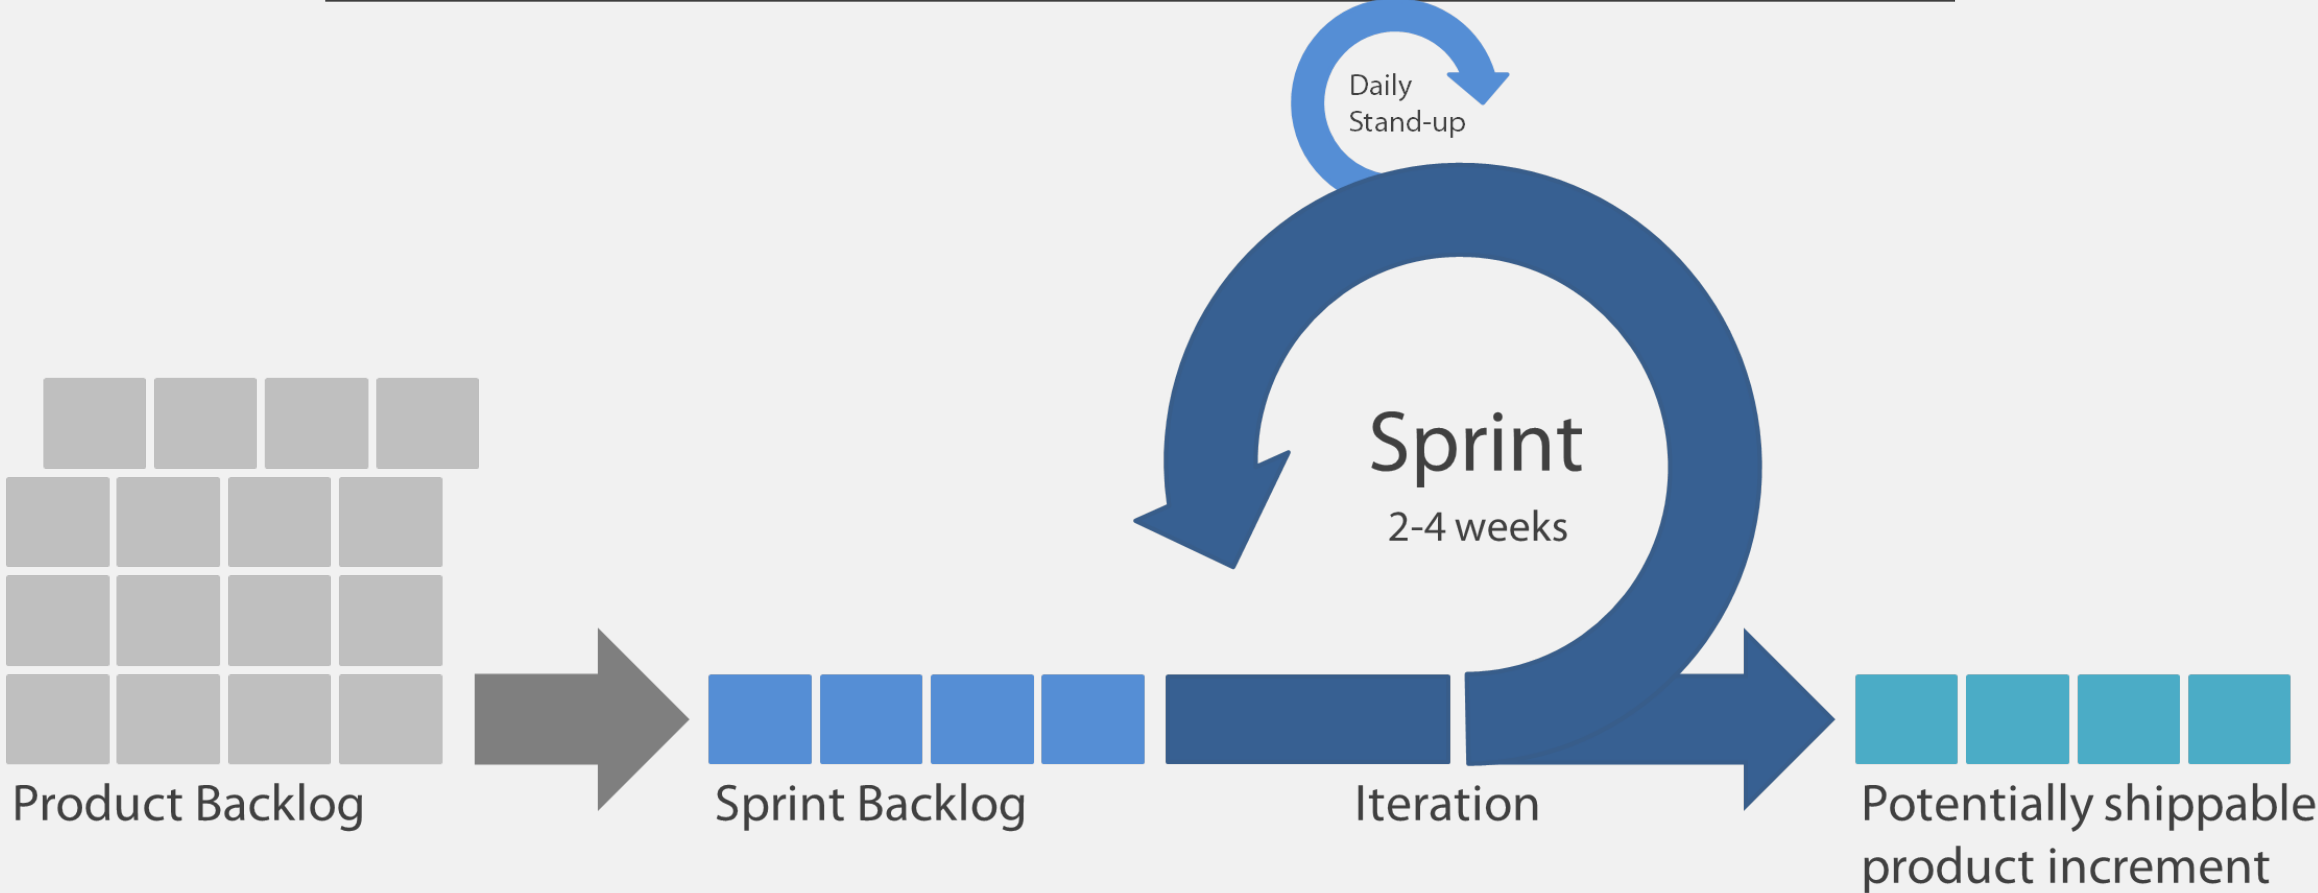 Daily
Stand-up
Sprint
2-4 weeks
Product Backlog
Sprint Backlog
Iteration
Potentially shippable
product increment